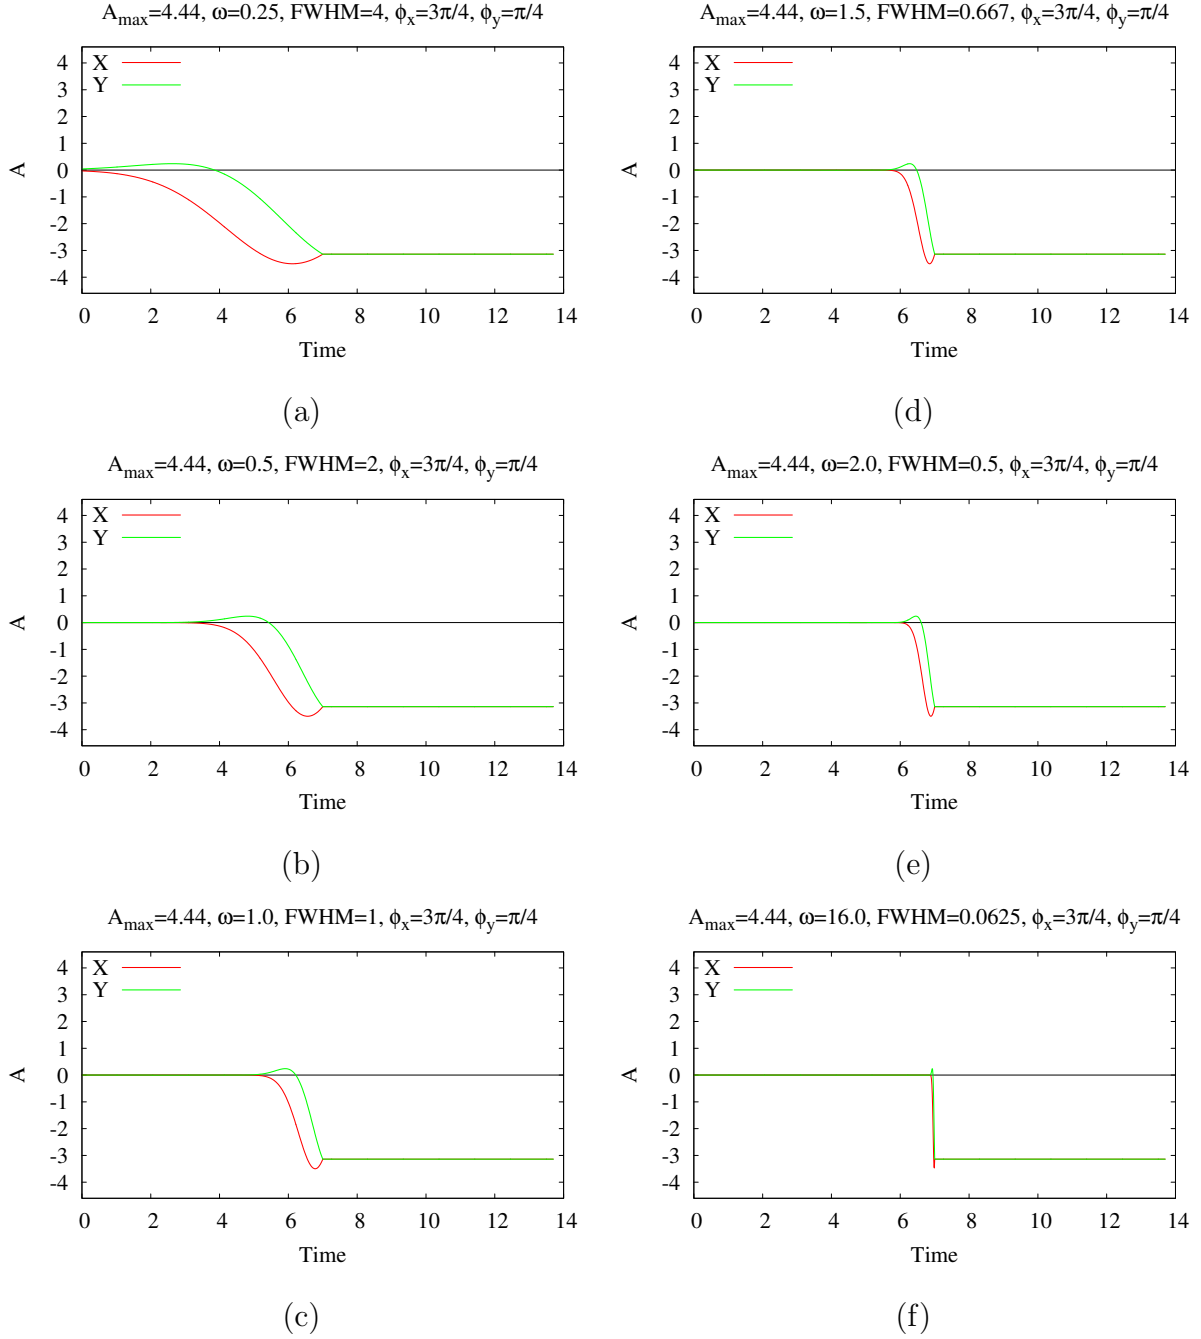 A_max=4.44, ω=0.25, FWHM=4, ϕ_x=3π/4, ϕ_y=π/4
X
Y
4
3
2
1
0
-1
-2
-3
-4
A
0 2 4 6 8 10 12 14
Time
(a)
A_max=4.44, ω=1.5, FWHM=0.667, ϕ_x=3π/4, ϕ_y=π/4
X
Y
4
3
2
1
0
-1
-2
-3
-4
A
0 2 4 6 8 10 12 14
Time
(d)
A_max=4.44, ω=0.5, FWHM=2, ϕ_x=3π/4, ϕ_y=π/4
X
Y
4
3
2
1
0
-1
-2
-3
-4
A
0 2 4 6 8 10 12 14
Time
(b)
A_max=4.44, ω=2.0, FWHM=0.5, ϕ_x=3π/4, ϕ_y=π/4
X
Y
4
3
2
1
0
-1
-2
-3
-4
A
0 2 4 6 8 10 12 14
Time
(e)
A_max=4.44, ω=1.0, FWHM=1, ϕ_x=3π/4, ϕ_y=π/4
X
Y
4
3
2
1
0
-1
-2
-3
-4
A
0 2 4 6 8 10 12 14
Time
(c)
A_max=4.44, ω=16.0, FWHM=0.0625, ϕ_x=3π/4, ϕ_y=π/4
X
Y
4
3
2
1
0
-1
-2
-3
-4
A
0 2 4 6 8 10 12 14
Time
(f)